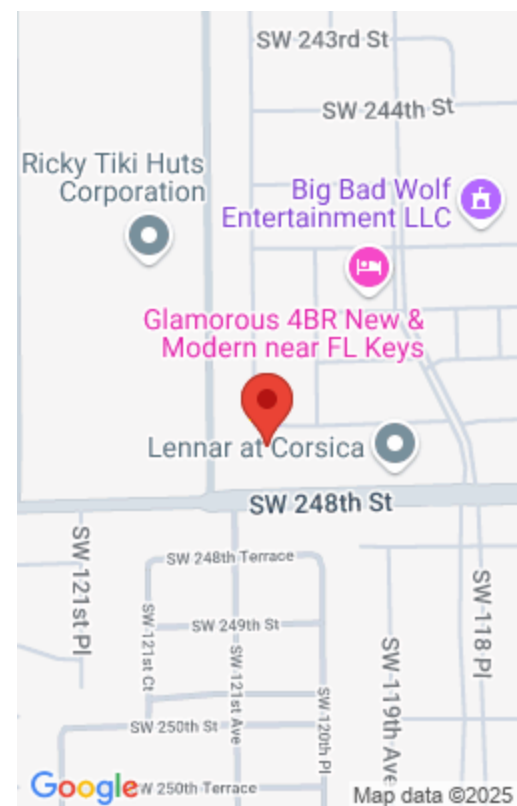 SW 243rd St
SW 244th St
Ricky Tiki Huts
Corporation
Big Bad Wolf
Entertainment LLC
Glamorous 4BR New &
Modern near FL Keys
Lennar at Corsica
SW 248th St
SW 121st Pl
SW 248th Terrace
SW 121st Ct
SW 249th St
SW 121st Ave
SW 118 Pl
SW 119th Ave
SW 120th Pl
SW 250th St
Google
W 250th Terrace
Map data ©2025